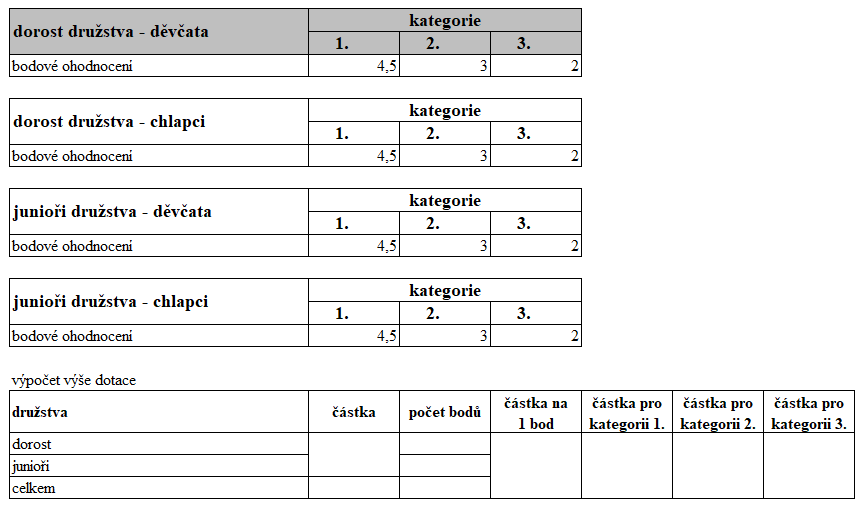 dorost družstva - děvčata kategorie
1. 2. 3.
bodové ohodnocení 4,5 3 2
dorost družstva - chlapci kategorie
1. 2. 3.
bodové ohodnocení 4,5 3 2
junioři družstva - děvčata kategorie
1. 2. 3.
bodové ohodnocení 4,5 3 2
junioři družstva - chlapci kategorie
1. 2. 3.
bodové ohodnocení 4,5 3 2
výpočet výše dotace
družstva částka počet bodů částka na 1 bod částka pro kategorii 1. částka pro kategorii 2. částka pro kategorii 3.
dorost
junioři
celkem